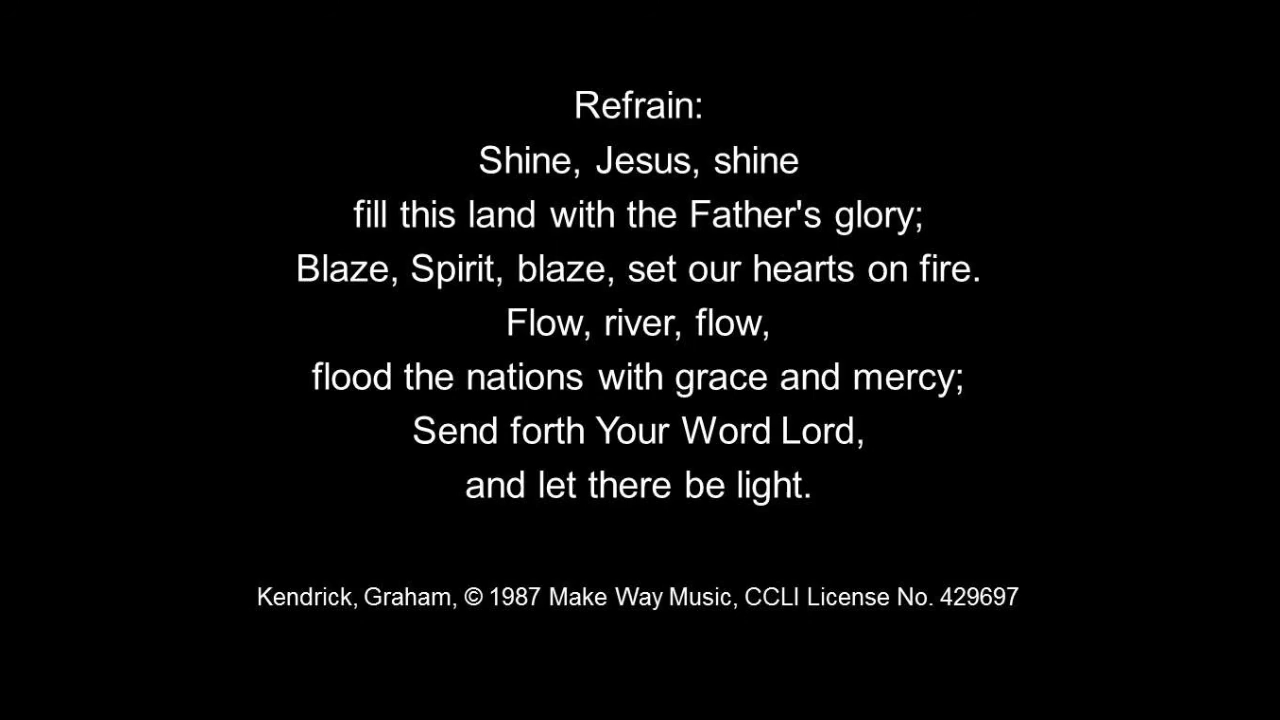 Refrain:
Shine, Jesus, shine
fill this land with the Father's glory;
Blaze, Spirit, blaze, set our hearts on fire.
Flow, river, flow,
flood the nations with grace and mercy;
Send forth Your Word Lord,
and let there be light.
Kendrick, Graham, © 1987 Make Way Music, CCLI License No. 429697